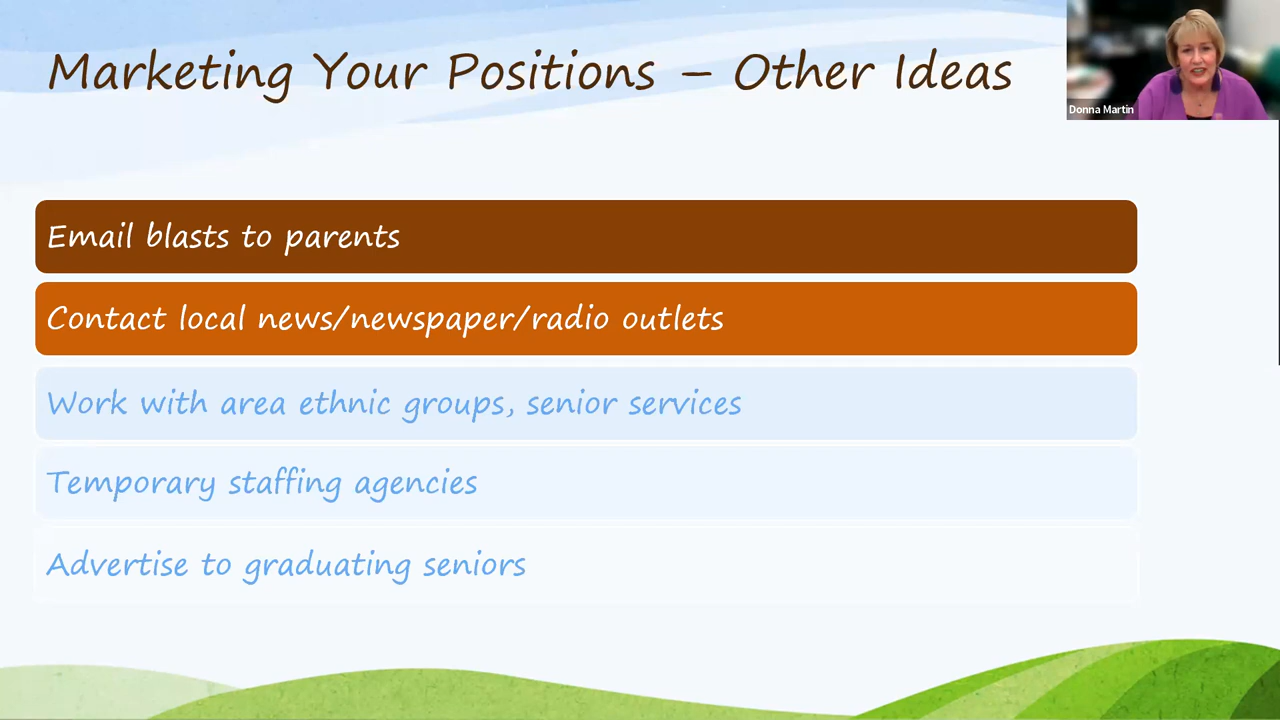 Marketing Your Positions – Other Ideas
Donna Martin
Email blasts to parents
Contact local news/newspaper/radio outlets
Work with area ethnic groups, senior services
Temporary staffing agencies
Advertise to graduating seniors